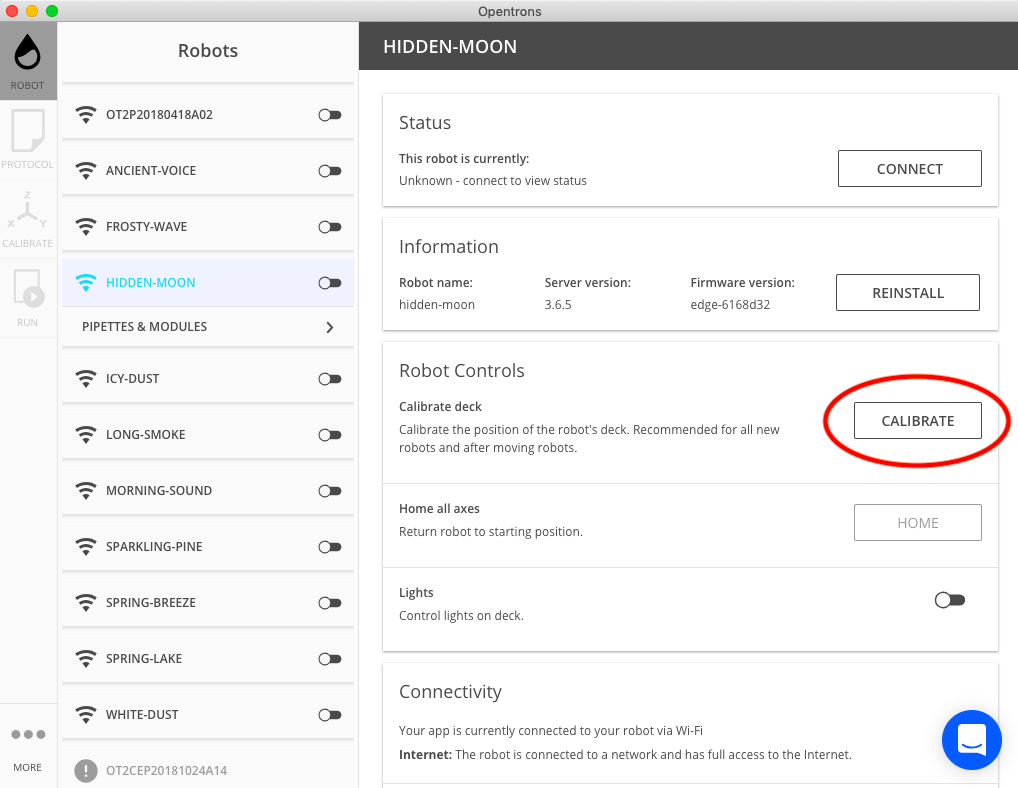 Opentrons
ROBOT
PROTOCOL
Z
X Y
CALIBRATE
RUN
MORE
Robots
OT2P20180418A02
ANCIENT-VOICE
FROSTY-WAVE
HIDDEN-MOON
PIPETTES & MODULES
ICY-DUST
LONG-SMOKE
MORNING-SOUND
SPARKLING-PINE
SPRING-BREEZE
SPRING-LAKE
WHITE-DUST
OT2CEP20181024A14
HIDDEN-MOON
Status
This robot is currently:
Unknown - connect to view status
CONNECT
Information
Robot name: Server version: Firmware version:
hidden-moon 3.6.5 edge-6168d32
REINSTALL
Robot Controls
Calibrate deck
Calibrate the position of the robot's deck. Recommended for all new
robots and after moving robots.
CALIBRATE
Home all axes
Return robot to starting position.
HOME
Lights
Control lights on deck.
Connectivity
Your app is currently connected to your robot via Wi-Fi
Internet: The robot is connected to a network and has full access to the Internet.